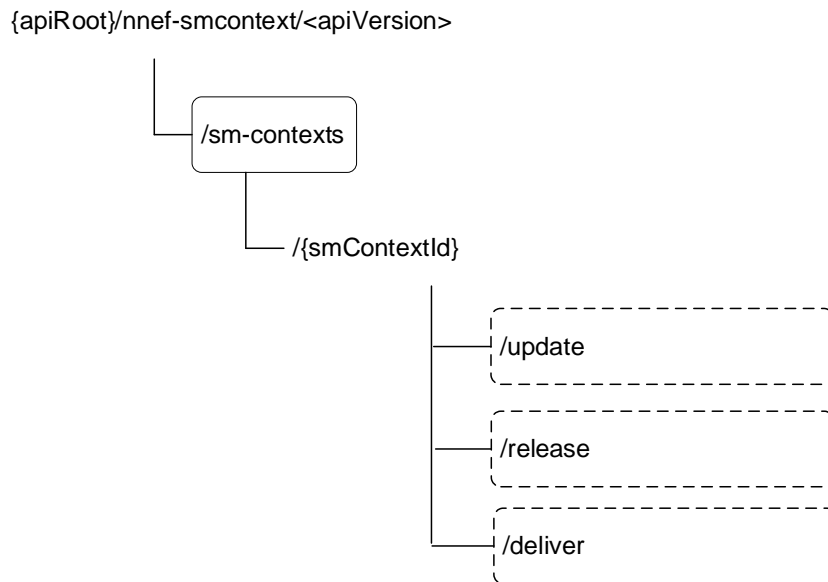 {apiRoot}/nnef-smcontext/<apiVersion>
/sm-contexts
/{smContextId}
/update
/release
/deliver